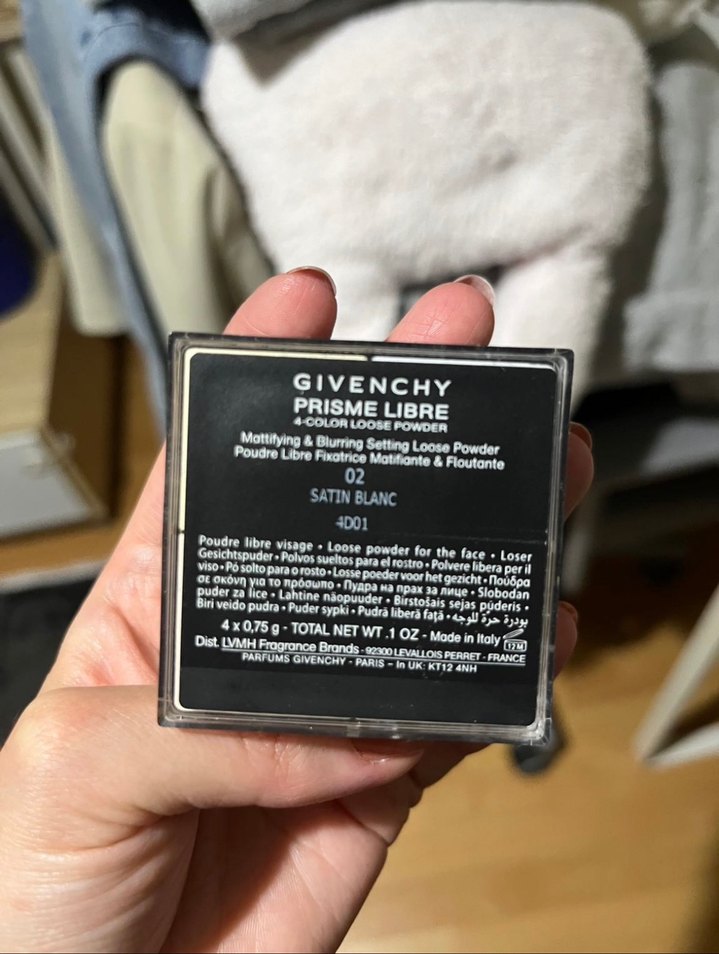 GIVENCHY
PRISME LIBRE
4-COLOR LOOSE POWDER
Mattifying & Blurring Setting Loose Powder
Poudre Libre Fixatrice Matifiante & Floutante
02
SATIN BLANC
4D01
Poudre libre visage • Loose powder for the face • Loser
Gesichtspuder • Polvos sueltos para el rostro • Polvere libera per il
viso • Pó solto para o rosto • Losse poeder voor het gezicht • Πούδρα
σε σκόνη για το πρόσωπο • Пудра на прах за лице • Slobodan
puder za lice • Lahtine näopuuder • Birstošais sejas pūderis •
Biri veido pudra • Puder sypki • Pudră liberă față • بودرة حرة للوجه
4 x 0,75 g - TOTAL NET WT .1 OZ - Made in Italy 12M
Dist. LVMH Fragrance Brands - 92300 LEVALLOIS PERRET - FRANCE
PARFUMS GIVENCHY - PARIS - In UK: KT12 4NH